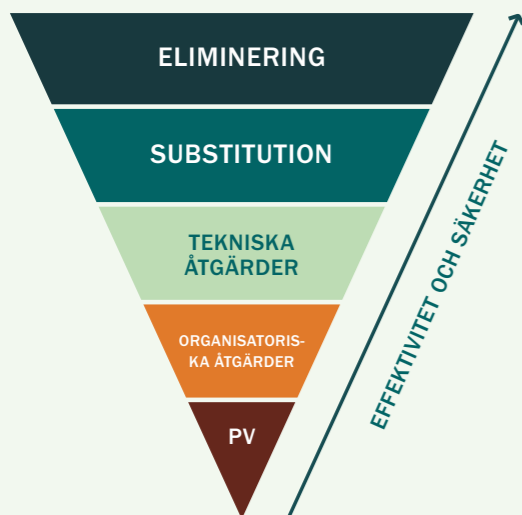 ELIMINERING
SUBSTITUTION
TEKNISKA
ÅTGÄRDER
ORGANISATORIS-
KA ÅTGÄRDER
PV
EFFEKTIVITET OCH SÄKERHET